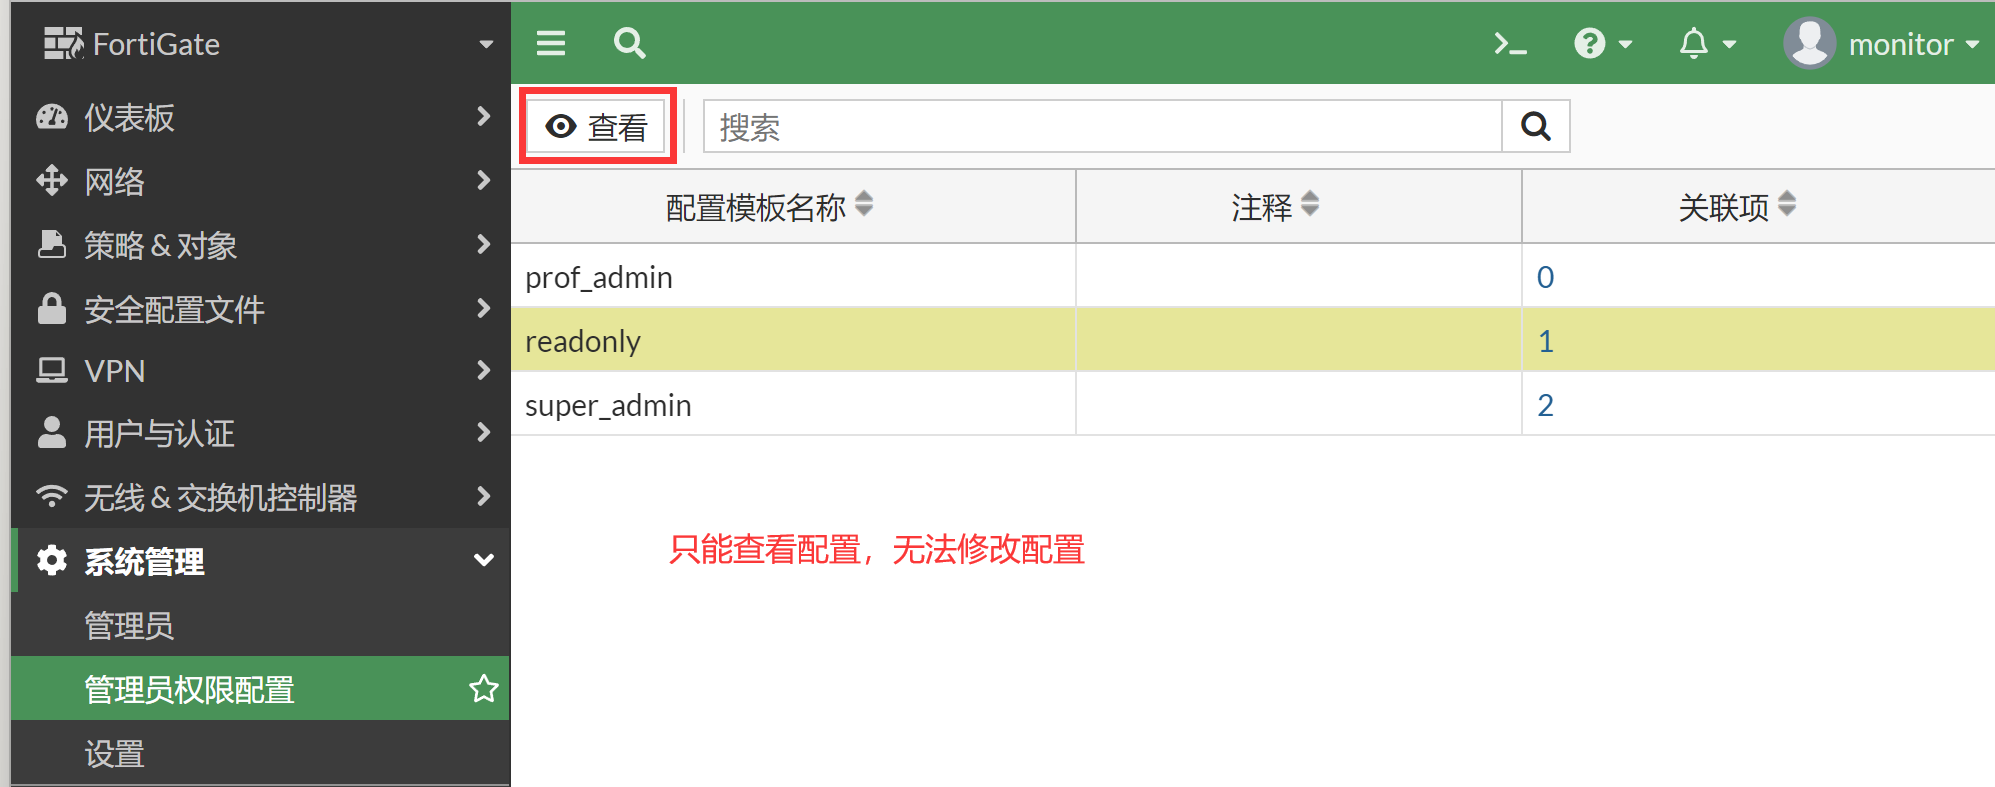 FortiGate
monitor
仪表板
网络
策略 & 对象
安全配置文件
VPN
用户与认证
无线 & 交换机控制器
系统管理
管理员
管理员权限配置
设置
查看
搜索
配置模板名称 注释 关联项
prof_admin 0
readonly 1
super_admin 2
只能查看配置，无法修改配置